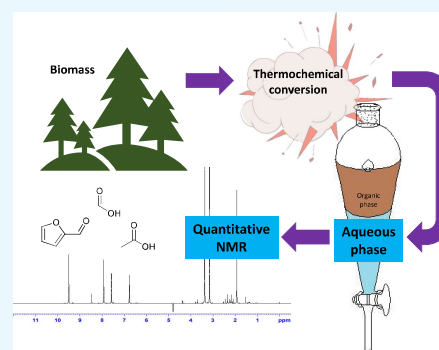 Biomass
Thermochemical
conversion
Organic
phase
Aqueous
phase
Quantitative
NMR
O
OH
O
O
O
OH
11 10 9 8 7 6 5 4 3 2 1 ppm